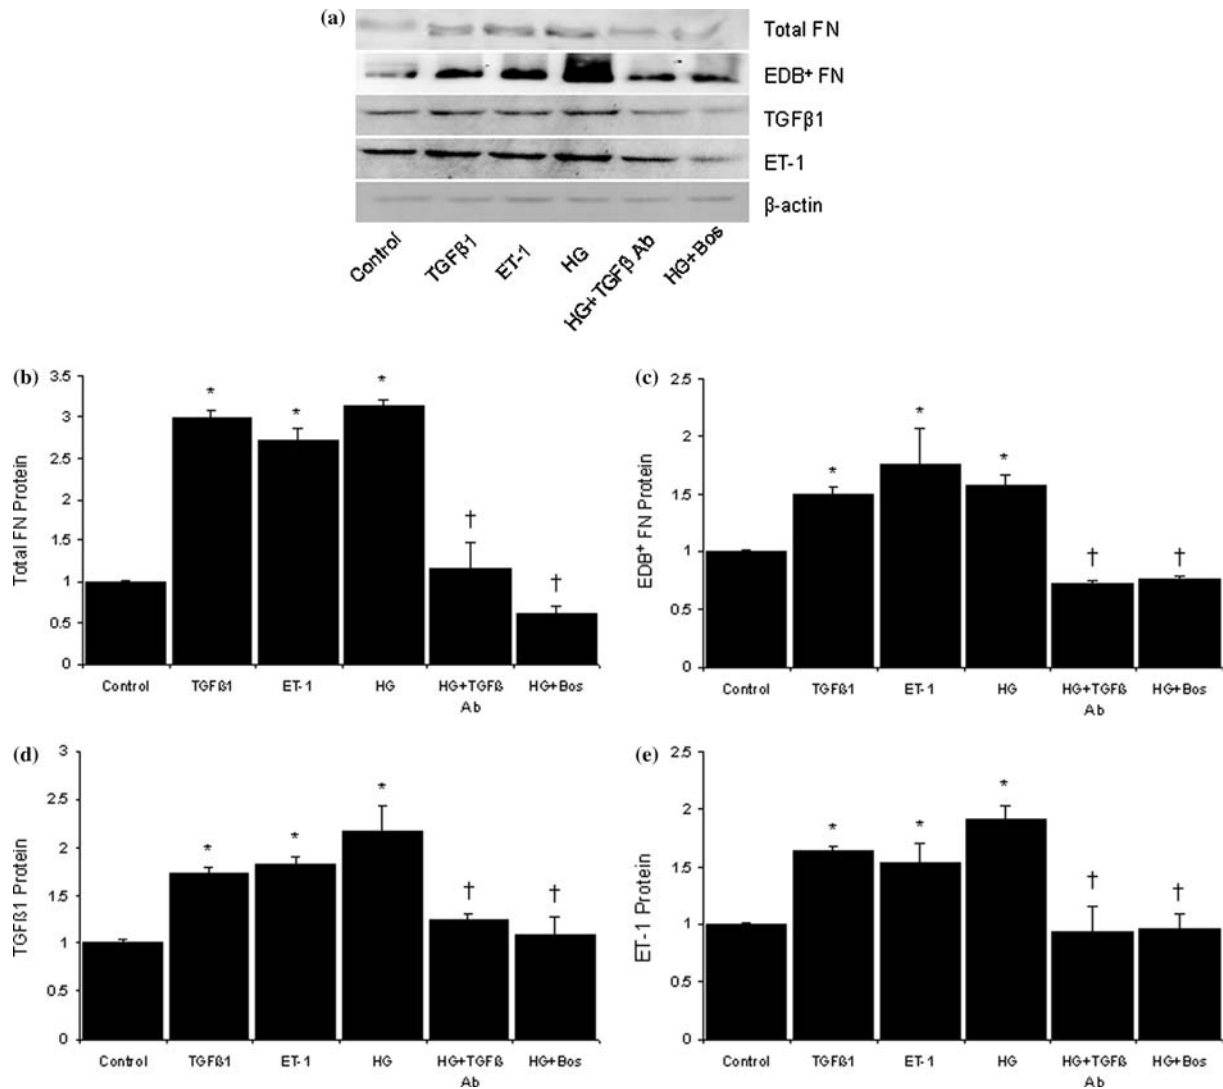 (a)
Total FN
EDB⁺ FN
TGFβ1
ET-1
β-actin
Control
TGFβ1
ET-1
HG
HG+TGFβ Ab
HG+Bos
(b)
Total FN Protein
3.5
3
2.5
2
1.5
1
0.5
0
*
*
*
†
†
Control
TGFß1
ET-1
HG
HG+TGFß
Ab
HG+Bos
(c)
EDB⁺ FN Protein
2.5
2
1.5
1
0.5
0
*
*
*
†
†
Control
TGFß1
ET-1
HG
HG+TGFß
Ab
HG+Bos
(d)
TGFß1 Protein
3
2.5
2
1.5
1
0.5
0
*
*
*
†
†
Control
TGFß1
ET-1
HG
HG+TGFß
Ab
HG+Bos
(e)
ET-1 Protein
2.5
2
1.5
1
0.5
0
*
*
*
†
†
Control
TGFß1
ET-1
HG
HG+TGFß
Ab
HG+Bos